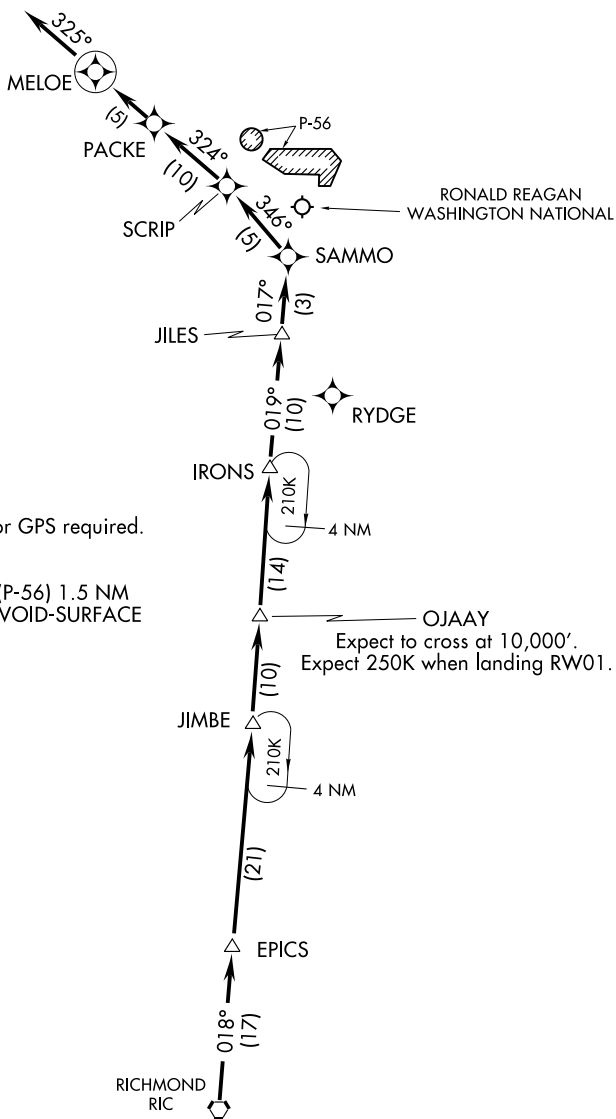 325°
MELOE
(5)
PACKE
324°
(10)
P-56
SCRIP
346°
(5)
RONALD REAGAN
WASHINGTON NATIONAL
SAMMO
017°
(3)
JILES
019°
(10)
RYDGE
IRONS
210K
4 NM
or GPS required.
(14)
(P-56) 1.5 NM
VOID-SURFACE
OJAAY
Expect to cross at 10,000'.
Expect 250K when landing RW01.
(10)
JIMBE
210K
4 NM
(21)
EPICS
018°
(17)
RICHMOND
RIC